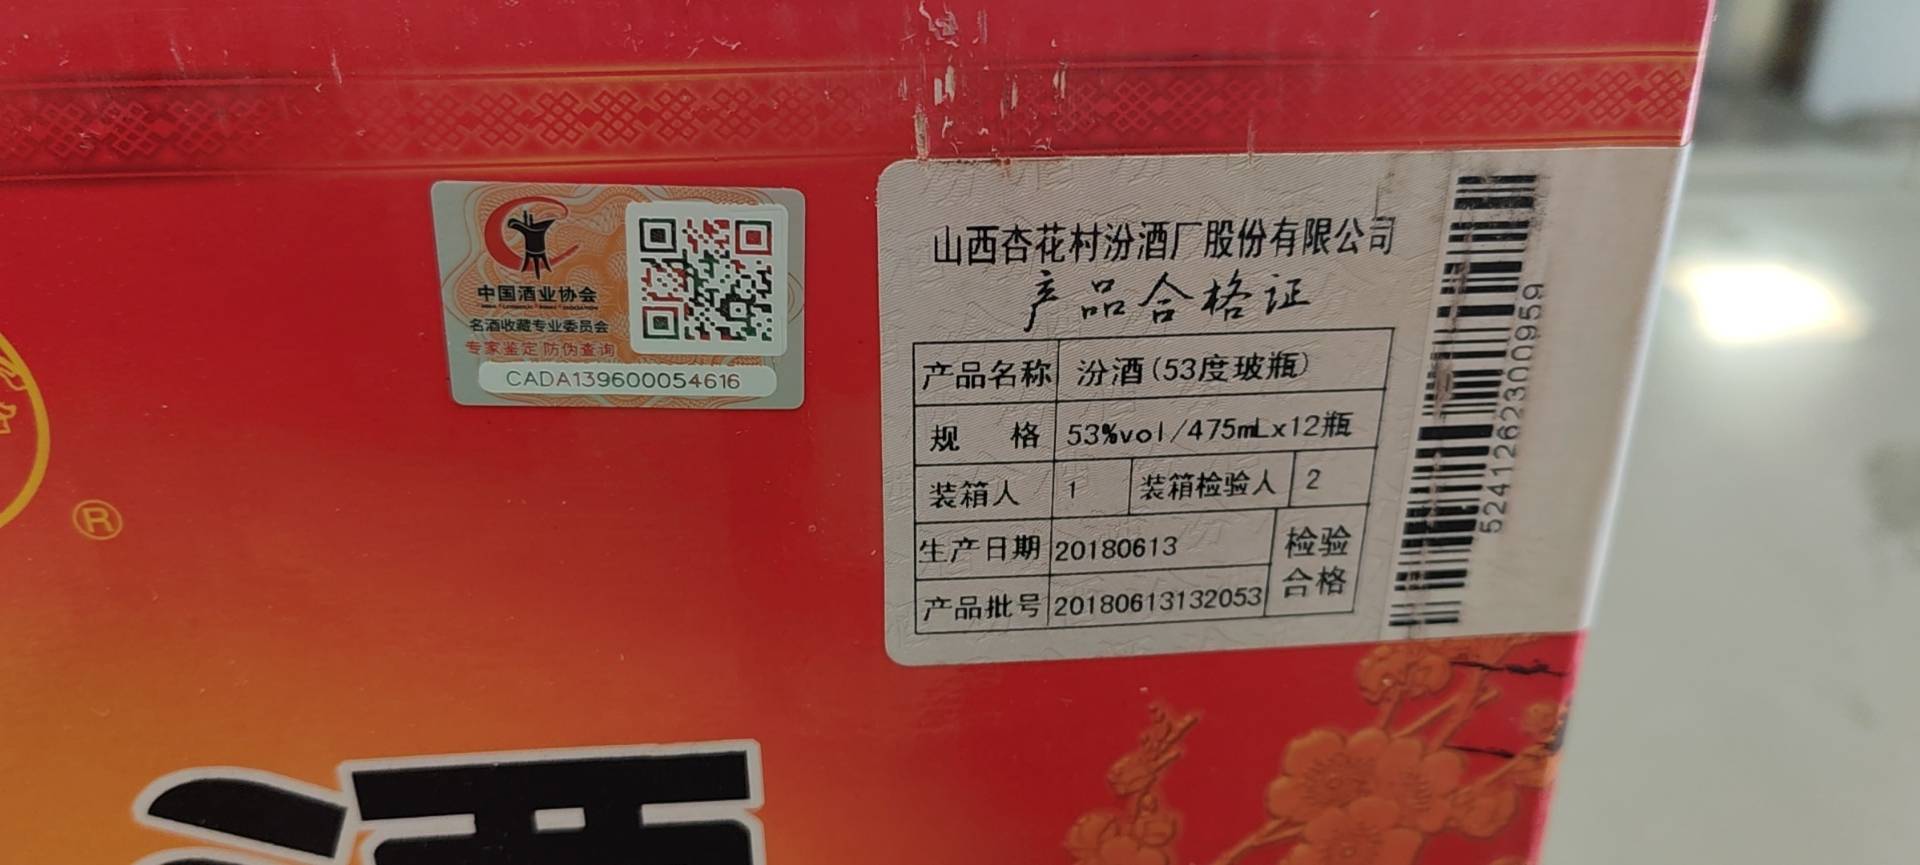 中国酒业协会
名酒收藏专业委员会
专家鉴定 防伪查询
CADA139600054616
®
山西杏花村汾酒厂股份有限公司
产品合格证
产品名称 汾酒(53度玻瓶)
规 格 53%vol/475mLx12瓶
装箱人 1 装箱检验人 2
生产日期 20180613 检验
产品批号 20180613132053 合格
5241262300959
酒